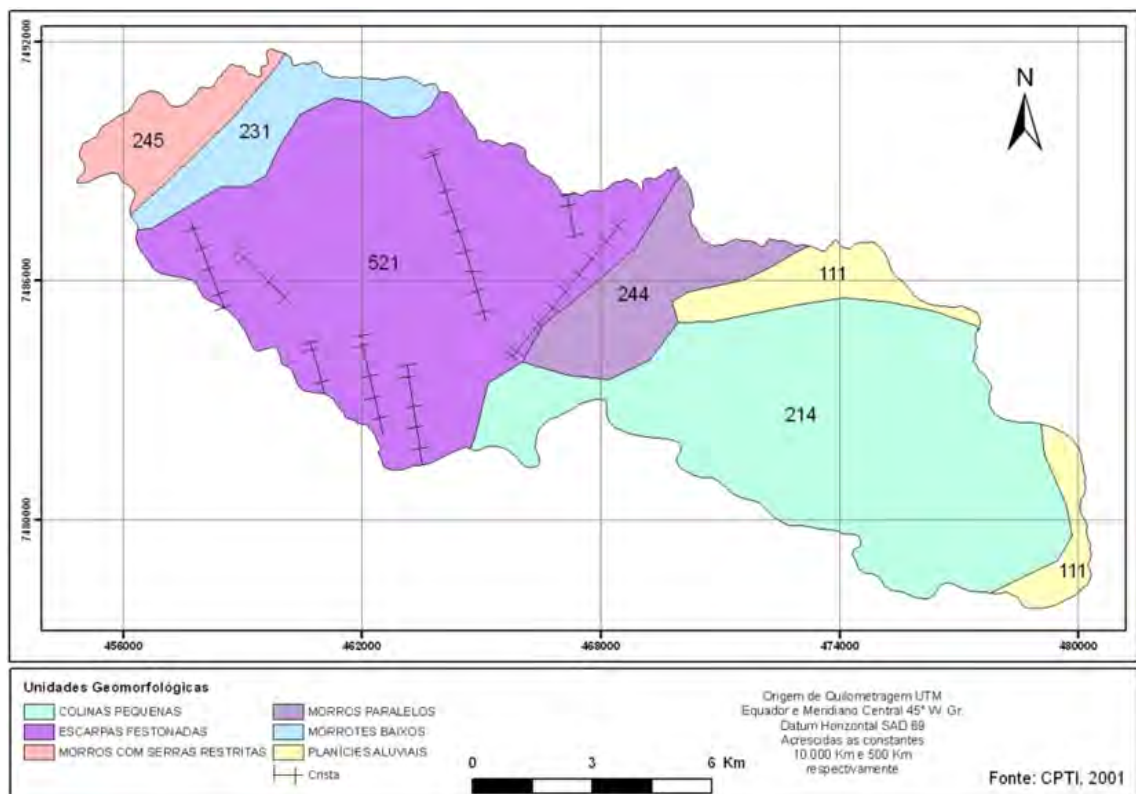 7492000
7486000
7480000
245
231
521
244
111
214
111
N
456000
462000
468000
474000
480000
Unidades Geomorfológicas
COLINAS PEQUENAS
ESCARPAS FESTONADAS
MORROS COM SERRAS RESTRITAS
MORROS PARALELOS
MORROTES BAIXOS
PLANÍCIES ALUVIAIS
Crista
0 3 6 Km
Origem de Quilometragem UTM
Equador e Meridiano Central 45° W. Gr.
Datum Horizontal SAD 69
Acrescidas as constantes
10.000 Km e 500 Km
respectivamente
Fonte: CPTI, 2001